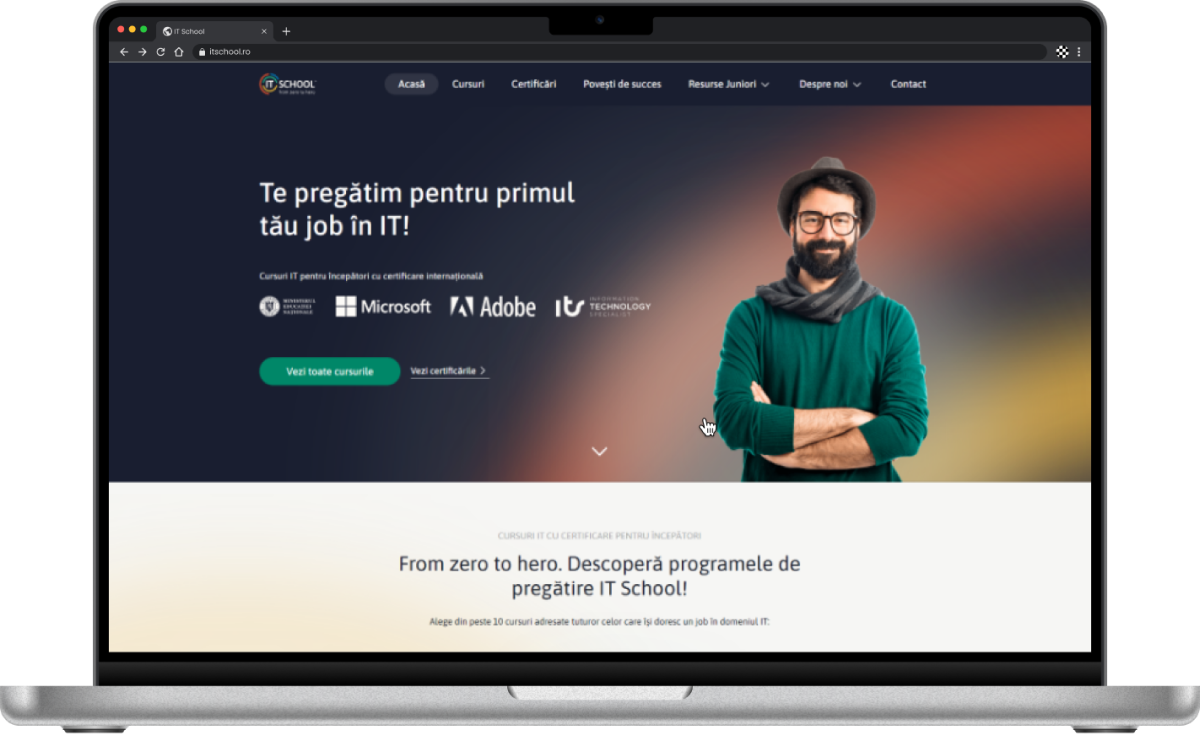 IT School
itschool.ro
IT SCHOOL
from zero to hero
Acasă
Cursuri
Certificări
Povești de succes
Resurse Juniori
Despre noi
Contact
Te pregătim pentru primul
tău job în IT!
Cursuri IT pentru începători cu certificare internațională
MINISTERUL
EDUCAȚIEI
NAȚIONALE
Microsoft
Adobe
its
INFORMATION
TECHNOLOGY
SPECIALIST
Vezi toate cursurile
Vezi certificările
CURSURI IT CU CERTIFICARE PENTRU ÎNCEPĂTORI
From zero to hero. Descoperă programele de
pregătire IT School!
Alege din peste 10 cursuri adresate tuturor celor care își doresc un job în domeniul IT: